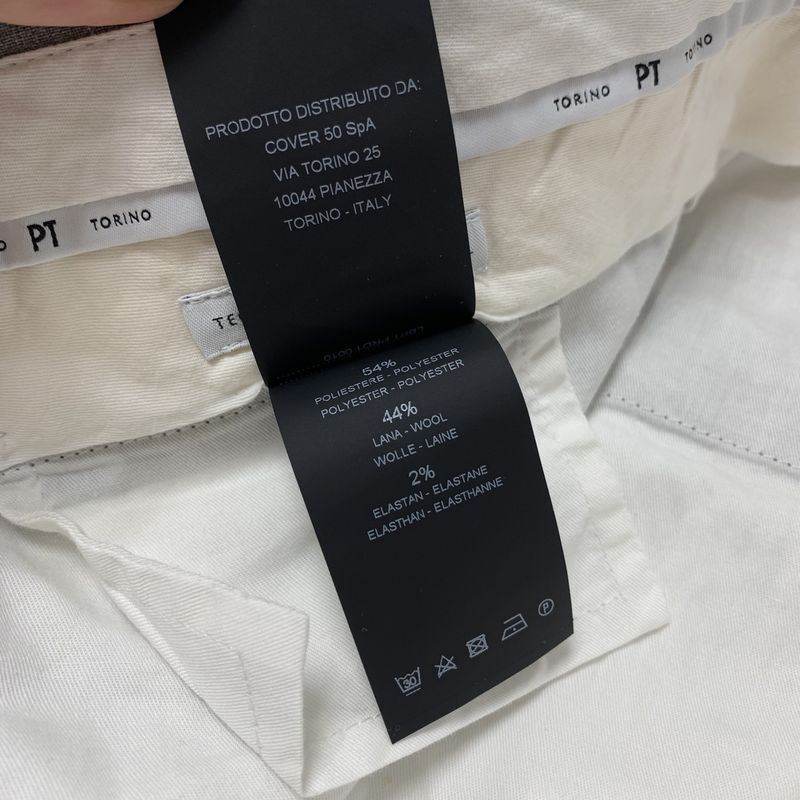 PRODOTTO DISTRIBUITO DA:
COVER 50 SpA
VIA TORINO 25
10044 PIANEZZA
TORINO - ITALY
TORINO PT TORINO
PT TORINO
54%
POLIESTERE - POLYESTER
POLYESTER - POLYESTER
44%
LANA - WOOL
WOLLE - LAINE
2%
ELASTAN - ELASTANE
ELASTHAN - ELASTHANNE
30
P